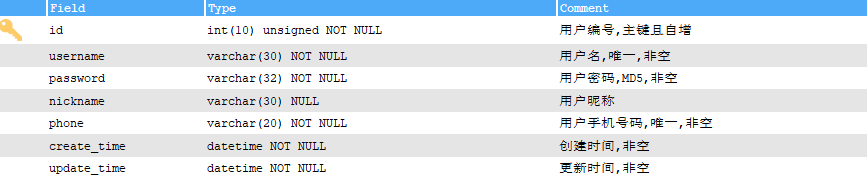 Field Type Comment
id int(10) unsigned NOT NULL 用户编号,主键且自增
username varchar(30) NOT NULL 用户名,唯一,非空
password varchar(32) NOT NULL 用户密码,MD5,非空
nickname varchar(30) NULL 用户昵称
phone varchar(20) NOT NULL 用户手机号码,唯一,非空
create_time datetime NOT NULL 创建时间,非空
update_time datetime NOT NULL 更新时间,非空